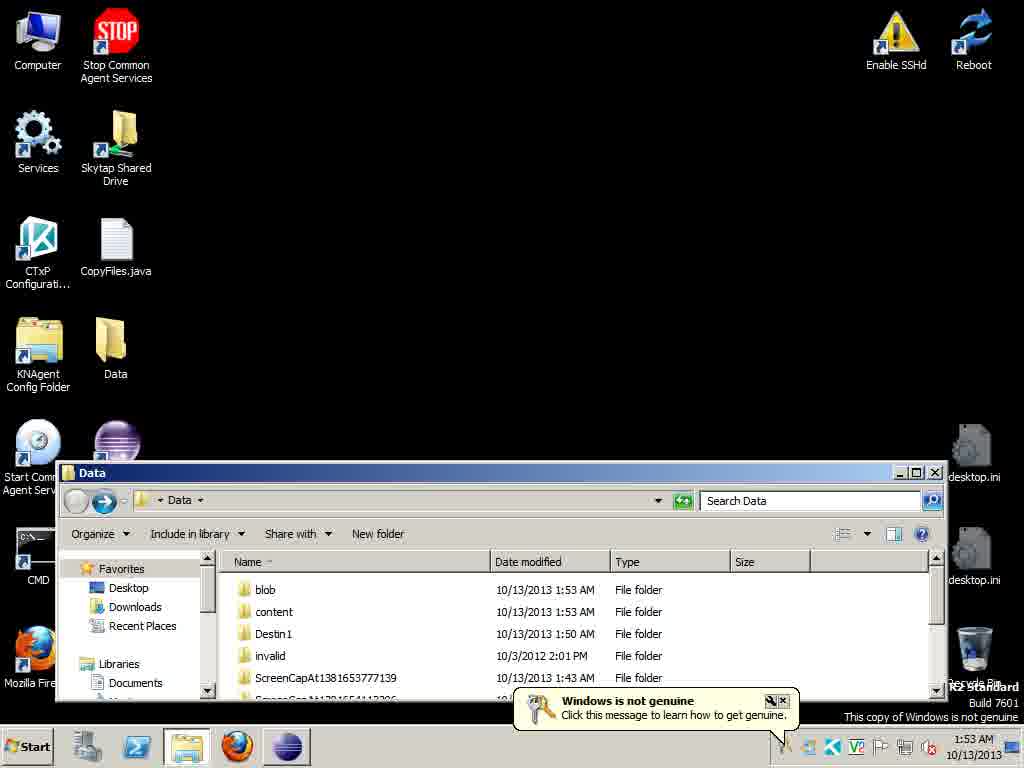 Computer
STOP
Stop Common
Agent Services
Enable SSHd
Reboot
Services
Skytap Shared
Drive
CTxP
Configurati...
CopyFiles.java
KNAgent
Config Folder
Data
Start Com
Agent Serv
desktop.ini
C:\
CMD
desktop.ini
Mozilla Fire
Data
Data
Search Data
Organize
Include in library
Share with
New folder
Name
Date modified
Type
Size
Favorites
Desktop
Downloads
Recent Places
Libraries
Documents
blob 10/13/2013 1:53 AM File folder
content 10/13/2013 1:53 AM File folder
Destin1 10/13/2013 1:50 AM File folder
invalid 10/3/2012 2:01 PM File folder
ScreenCapAt1381653777139 10/13/2013 1:43 AM File folder
Recycle Bin
R2 Standard
Build 7601
This copy of Windows is not genuine
Windows is not genuine
Click this message to learn how to get genuine.
Start
1:53 AM
10/13/2013